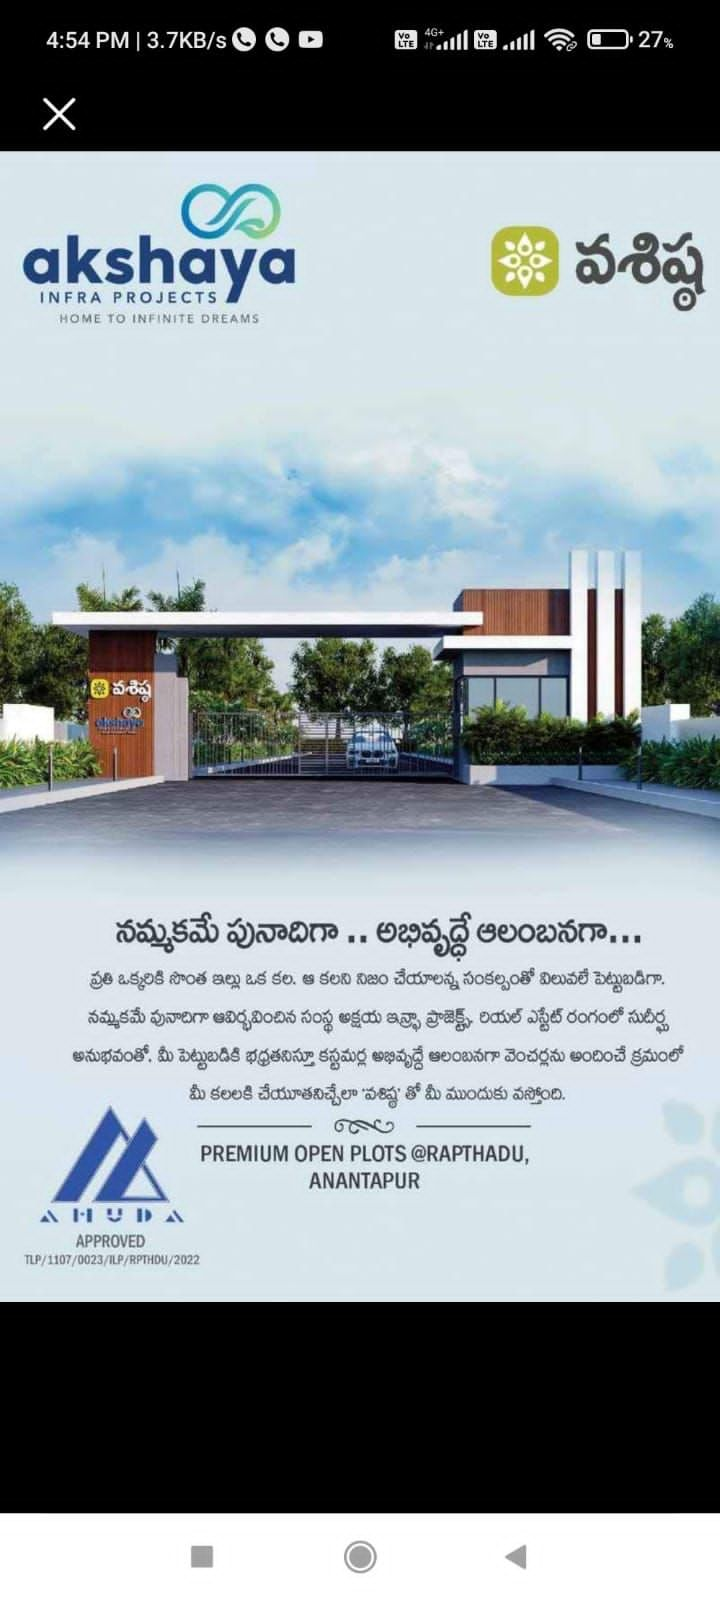 4:54 PM | 3.7KB/s
4G+
27%
akshaya
INFRA PROJECTS
HOME TO INFINITE DREAMS
వశిష్ఠ
వశిష్ఠ
akshaya
నమ్మకమే పునాదిగా .. అభివృద్ధే ఆలంబనగా...
ప్రతి ఒక్కరికి సొంత ఇల్లు ఒక కల. ఆ కలని నిజం చేయాలన్న సంకల్పంతో విలువలే పెట్టుబడిగా.
నమ్మకమే పునాదిగా ఆవిర్భవించిన సంస్థ అక్షయ ఇన్ఫ్రా ప్రాజెక్ట్స్. రియల్ ఎస్టేట్ రంగంలో సుదీర్ఘ
అనుభవంతో. మీ పెట్టుబడికి భద్రతనిస్తూ కస్టమర్ల అభివృద్దే ఆలంబనగా వెంచర్లను అందించే క్రమంలో
మీ కలలకి చేయూతనిచ్చేలా 'వశిష్ఠ' తో మీ ముందుకు వస్తోంది.
PREMIUM OPEN PLOTS @RAPTHADU,
ANANTAPUR
AHUDA
APPROVED
TLP/1107/0023/ILP/RPTHDU/2022